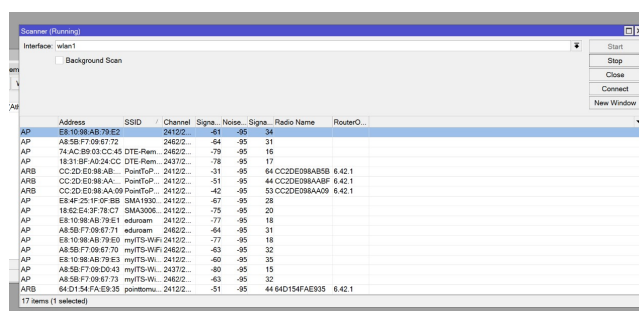 Scanner (Running)
Interface: wlan1
Start
Background Scan
Stop
Close
Connect
New Window
Address SSID / Channel Signa... Noise... Signa... Radio Name RouterO...
AP E8:10:98:AB:79:E2 2412/2... -61 -95 34
AP A8:5B:F7:09:67:72 2462/2... -64 -95 31
AP 74:AC:B9:03:CC:45 DTE-Rem... 2462/2... -79 -95 16
AP 18:31:BF:A0:24:CC DTE-Rem... 2437/2... -78 -95 17
ARB CC:2D:E0:98:AB:... PointToP... 2412/2... -31 -95 64 CC2DE098AB5B 6.42.1
ARB CC:2D:E0:98:AA:... PointToP... 2412/2... -51 -95 44 CC2DE098AABF 6.42.1
ARB CC:2D:E0:98:AA:09 PointToP... 2412/2... -42 -95 53 CC2DE098AA09 6.42.1
AP E8:4F:25:1F:0F:BB SMA1930... 2412/2... -67 -95 28
AP 18:62:E4:3F:78:C7 SMA3006... 2412/2... -75 -95 20
AP E8:10:98:AB:79:E1 eduroam 2412/2... -77 -95 18
AP A8:5B:F7:09:67:71 eduroam 2462/2... -64 -95 31
AP E8:10:98:AB:79:E0 myITS-WiFi 2412/2... -77 -95 18
AP A8:5B:F7:09:67:70 myITS-WiFi 2462/2... -63 -95 32
AP E8:10:98:AB:79:E3 myITS-Wi... 2412/2... -60 -95 35
AP A8:5B:F7:09:D0:43 myITS-Wi... 2437/2... -80 -95 15
AP A8:5B:F7:09:67:73 myITS-Wi... 2462/2... -63 -95 32
ARB 64:D1:54:FA:E9:35 pointtomu... 2412/2... -51 -95 44 64D154FAE935 6.42.1
17 items (1 selected)